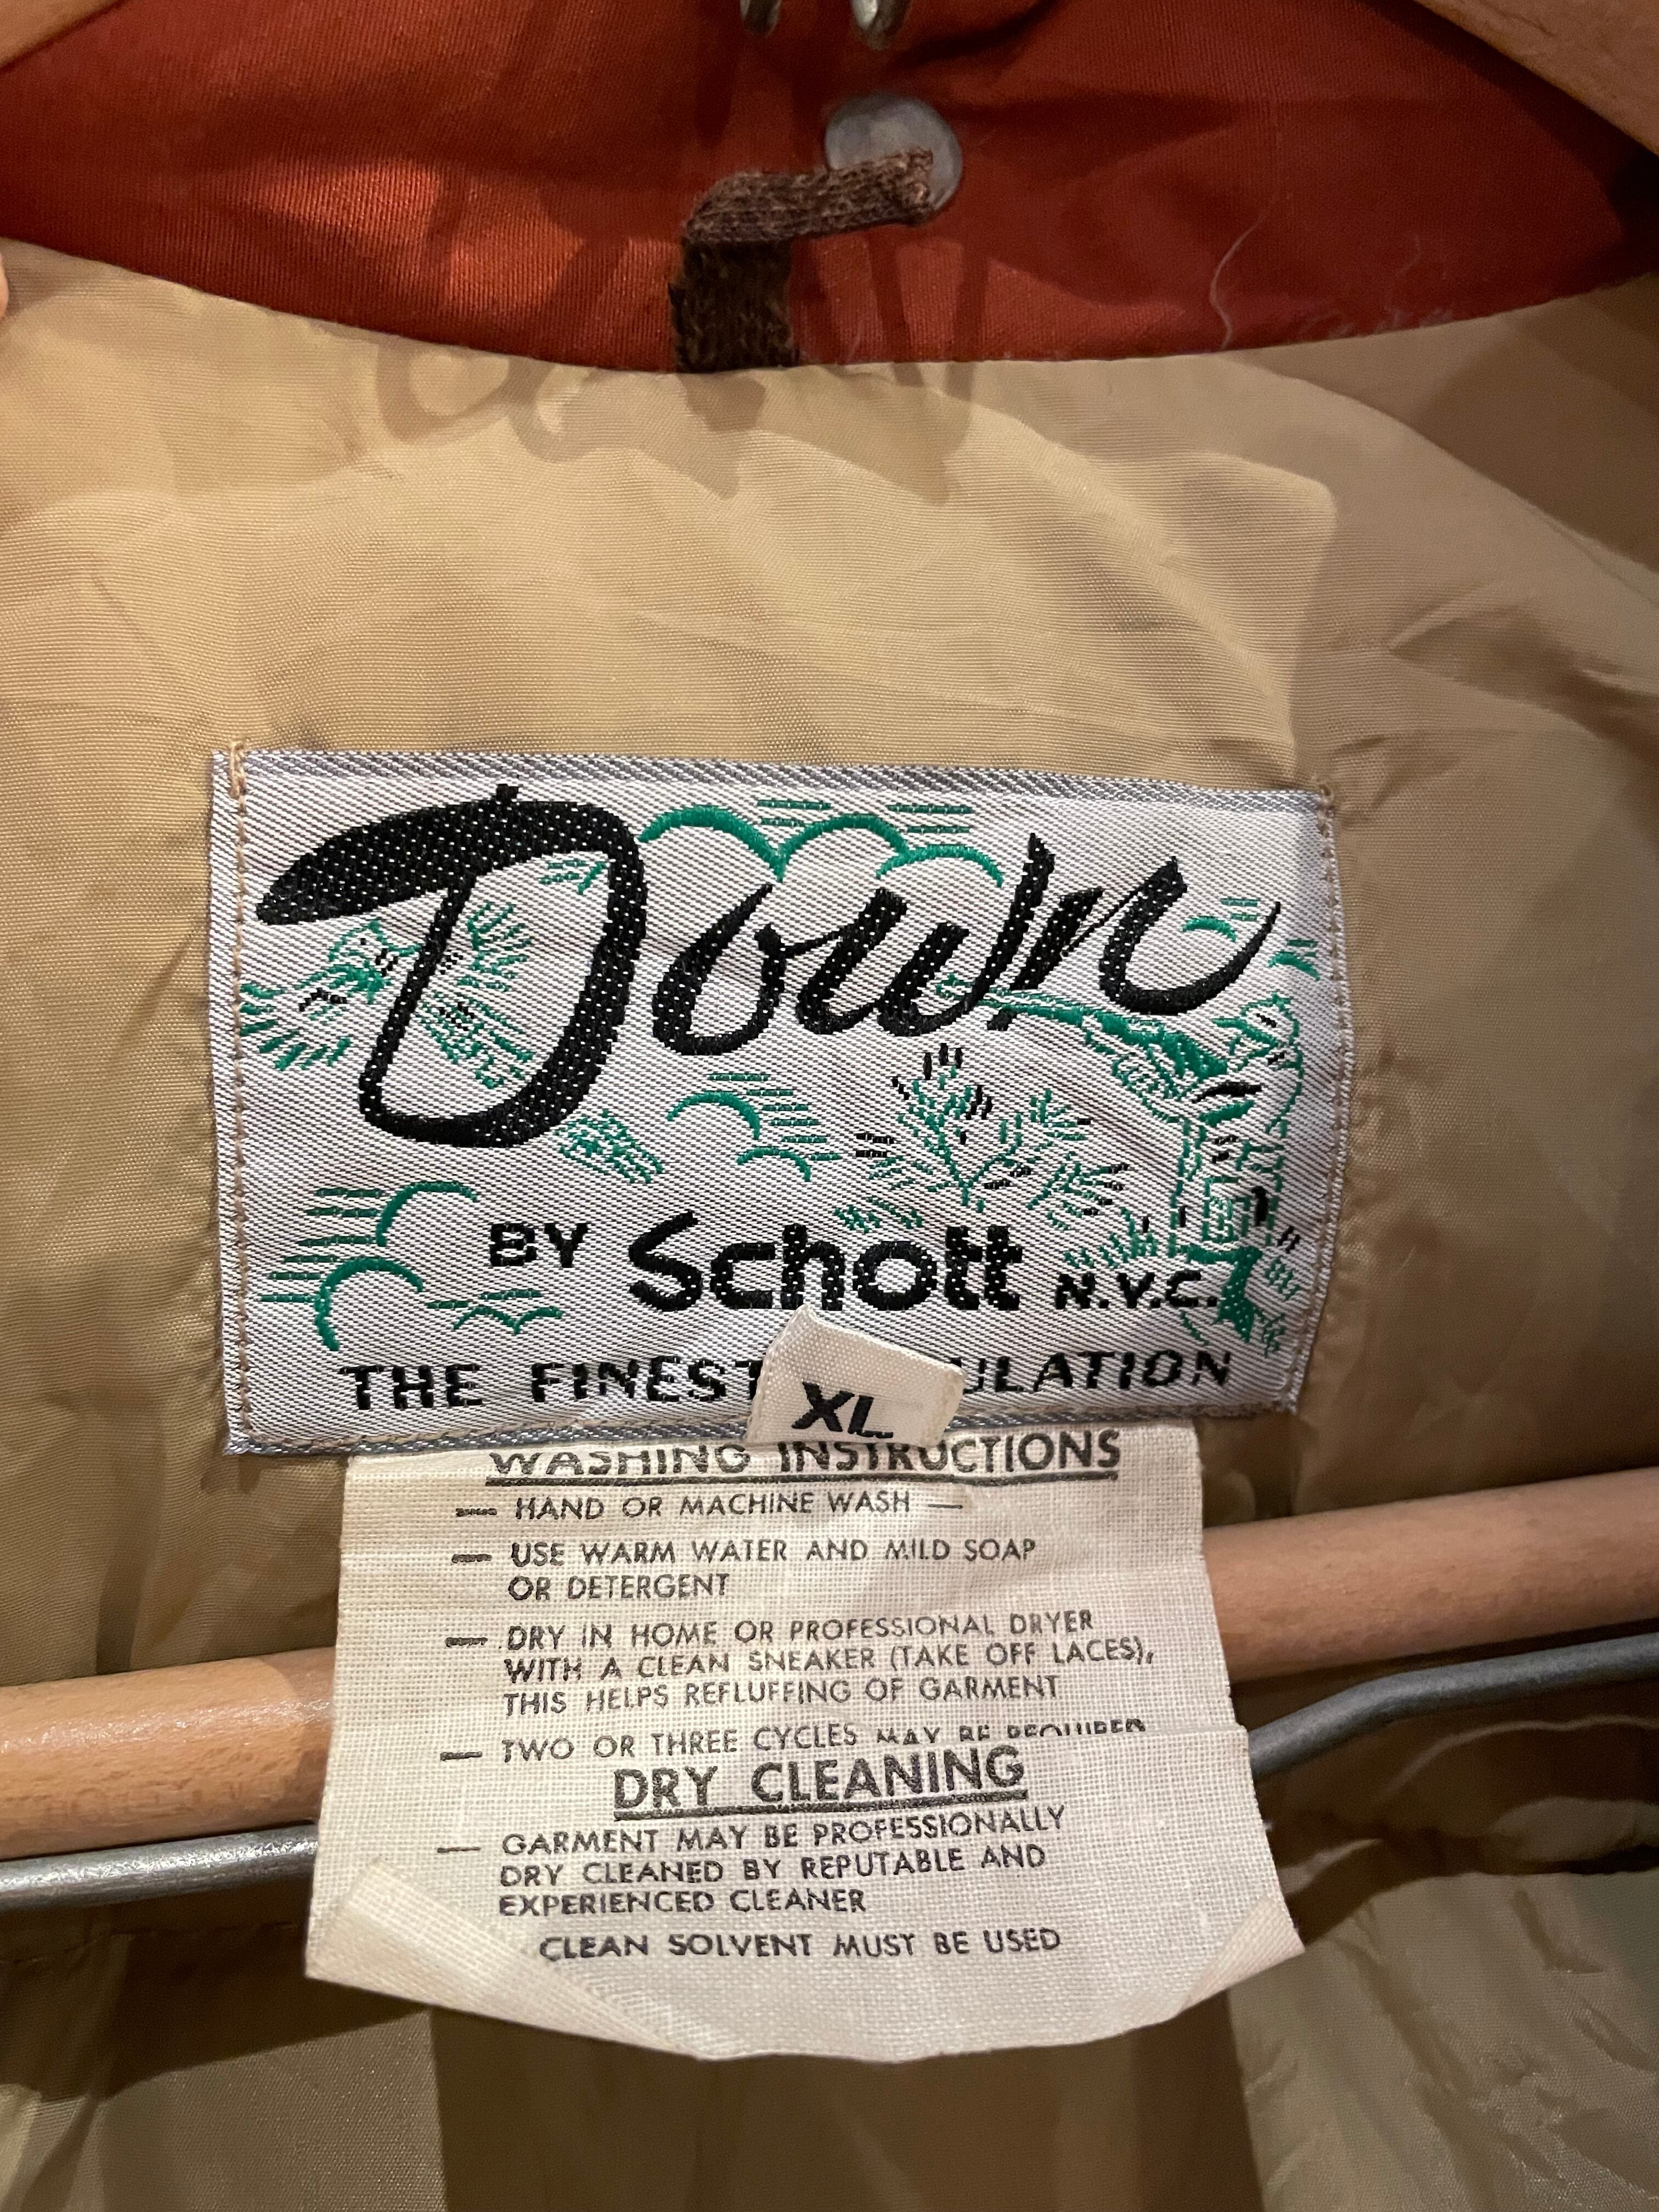 Down
BY Schott N.Y.C.
THE FINEST ULATION
XL
WASHING INSTRUCTIONS
— HAND OR MACHINE WASH —
— USE WARM WATER AND MILD SOAP
OR DETERGENT
— DRY IN HOME OR PROFESSIONAL DRYER
WITH A CLEAN SNEAKER (TAKE OFF LACES),
THIS HELPS REFLUFFING OF GARMENT
— TWO OR THREE CYCLES MAY BE REQUIRED
DRY CLEANING
— GARMENT MAY BE PROFESSIONALLY
DRY CLEANED BY REPUTABLE AND
EXPERIENCED CLEANER
CLEAN SOLVENT MUST BE USED